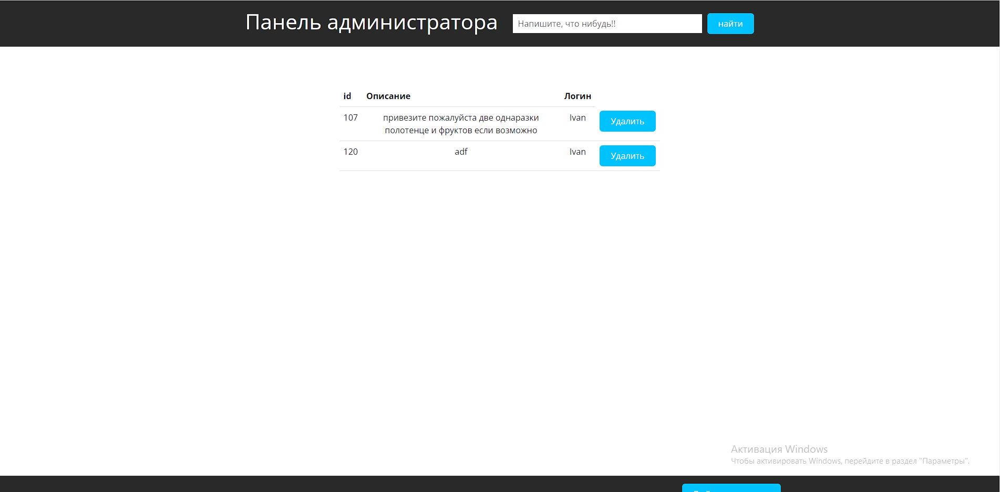 Панель администратора
Напишите, что нибудь!!
найти
id Описание Логин
107 привезите пожалуйста две однаразки Ivan Удалить
полотенце и фруктов если возможно
120 adf Ivan Удалить
Активация Windows
Чтобы активировать Windows, перейдите в раздел "Параметры".